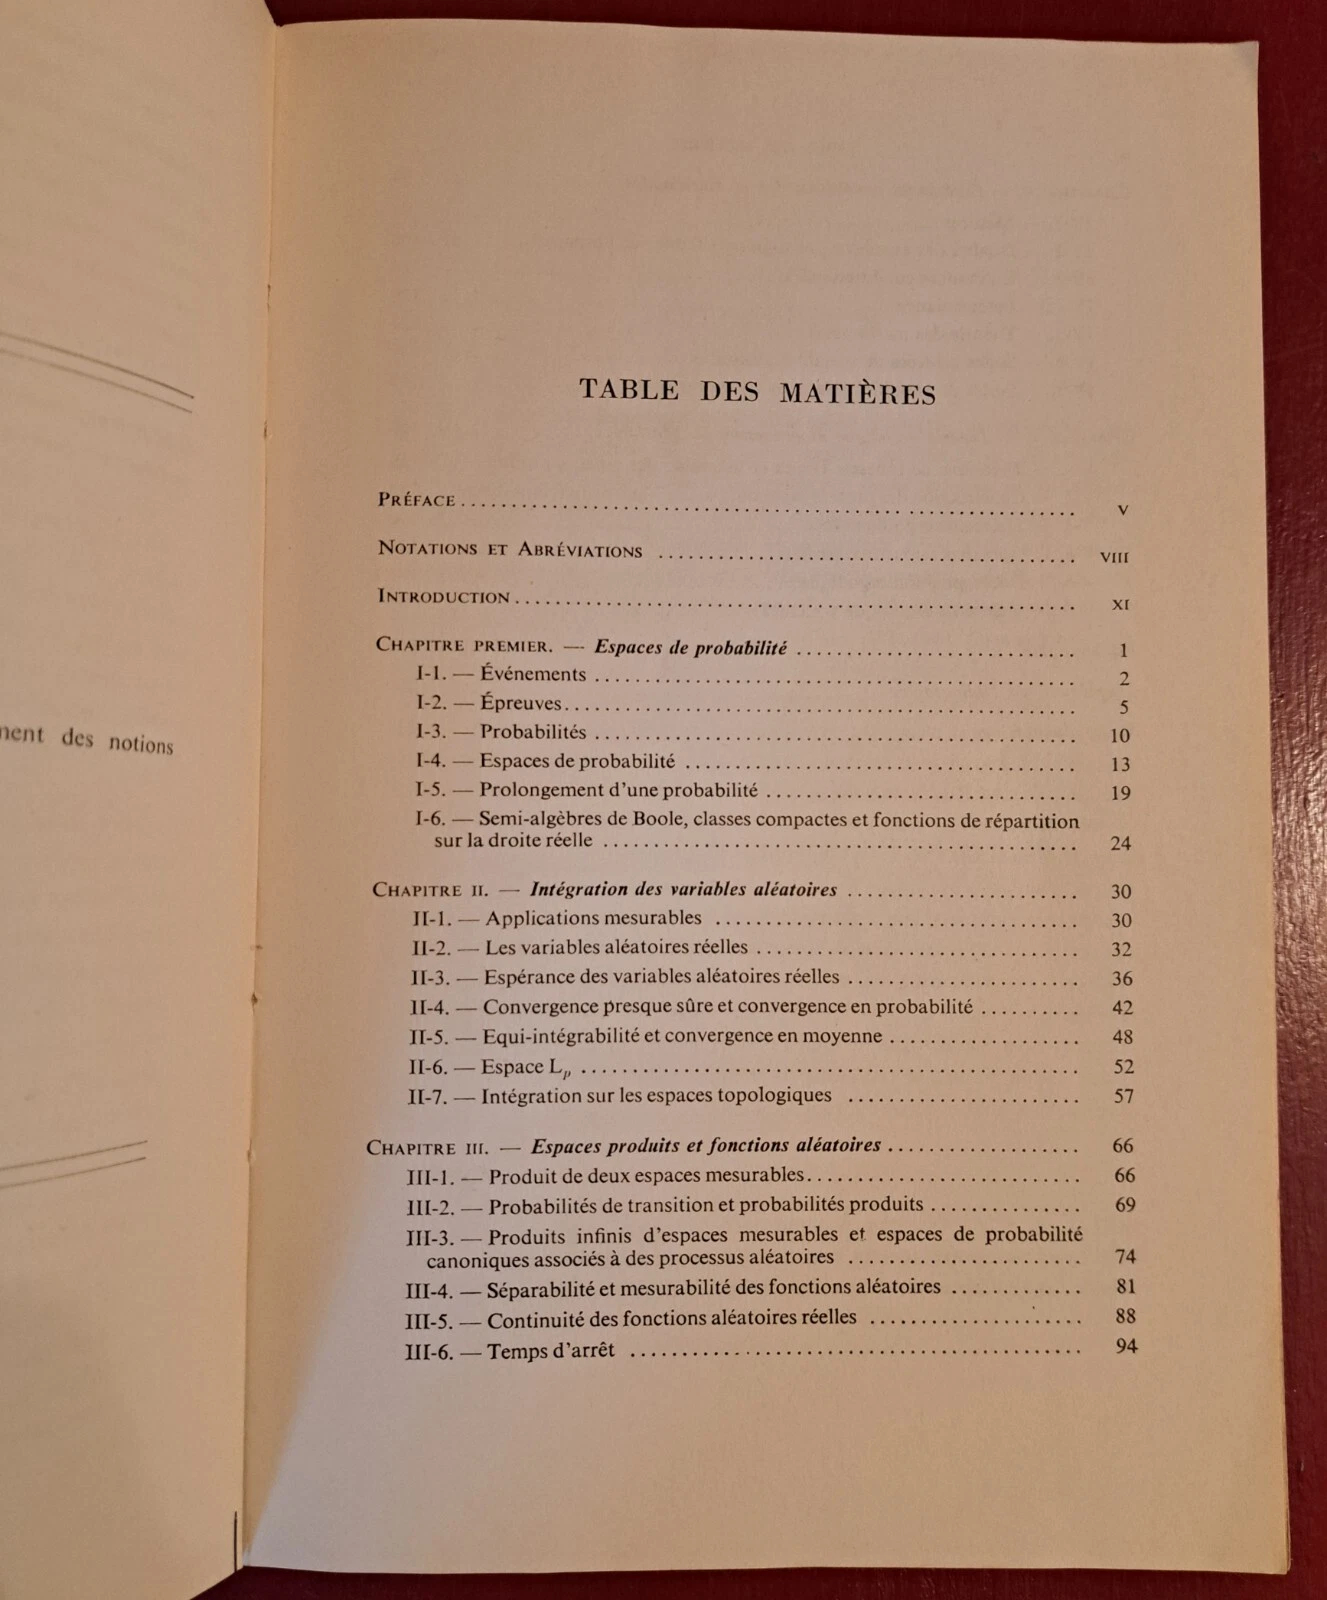 des notions
TABLE DES MATIÈRES
PRÉFACE ........ V
NOTATIONS ET ABRÉVIATIONS ........ VIII
INTRODUCTION ........ XI
CHAPITRE PREMIER. — Espaces de probabilité ........ 1
I-1. — Événements ........ 2
I-2. — Épreuves ........ 5
I-3. — Probabilités ........ 10
I-4. — Espaces de probabilité ........ 13
I-5. — Prolongement d'une probabilité ........ 19
I-6. — Semi-algèbres de Boole, classes compactes et fonctions de répartition
sur la droite réelle ........ 24
CHAPITRE II. — Intégration des variables aléatoires ........ 30
II-1. — Applications mesurables ........ 30
II-2. — Les variables aléatoires réelles ........ 32
II-3. — Espérance des variables aléatoires réelles ........ 36
II-4. — Convergence presque sûre et convergence en probabilité ........ 42
II-5. — Equi-intégrabilité et convergence en moyenne ........ 48
II-6. — Espace Lp ........ 52
II-7. — Intégration sur les espaces topologiques ........ 57
CHAPITRE III. — Espaces produits et fonctions aléatoires ........ 66
III-1. — Produit de deux espaces mesurables ........ 66
III-2. — Probabilités de transition et probabilités produits ........ 69
III-3. — Produits infinis d'espaces mesurables et espaces de probabilité
canoniques associés à des processus aléatoires ........ 74
III-4. — Séparabilité et mesurabilité des fonctions aléatoires ........ 81
III-5. — Continuité des fonctions aléatoires réelles ........ 88
III-6. — Temps d'arrêt ........ 94